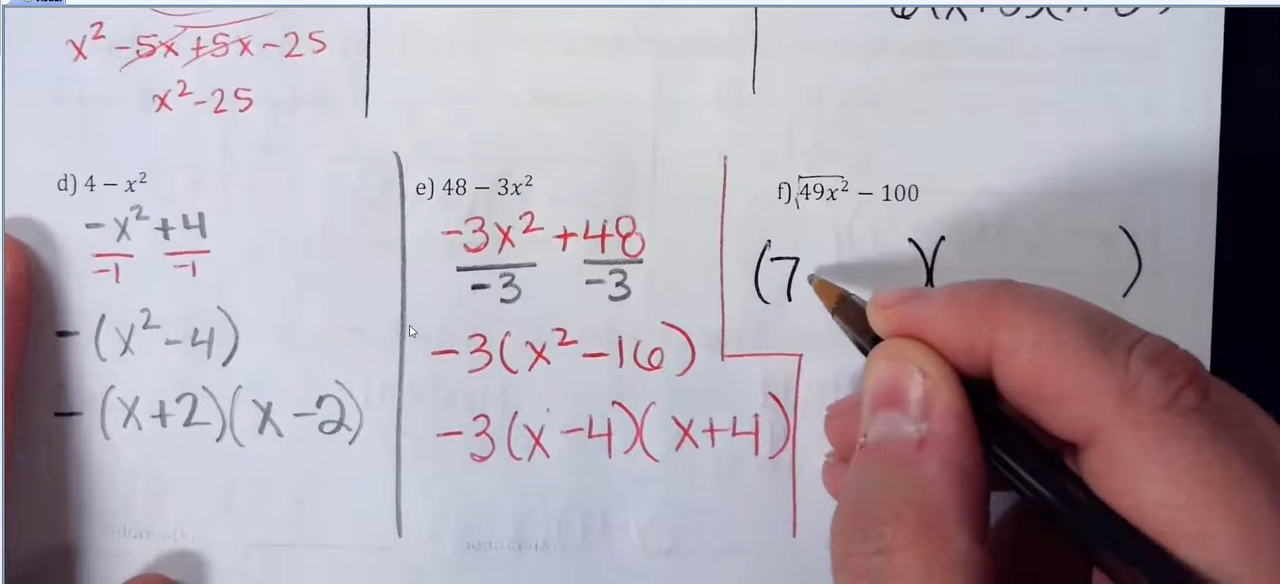 x² -5x +5x -25
x² -25
d) 4 − x²
-x² +4
-1 -1
-(x² -4)
-(x+2)(x-2)
e) 48 − 3x²
-3x² +48
-3 -3
-3(x² -16)
-3(x-4)(x+4)
f) √49x² − 100
(7 )( )